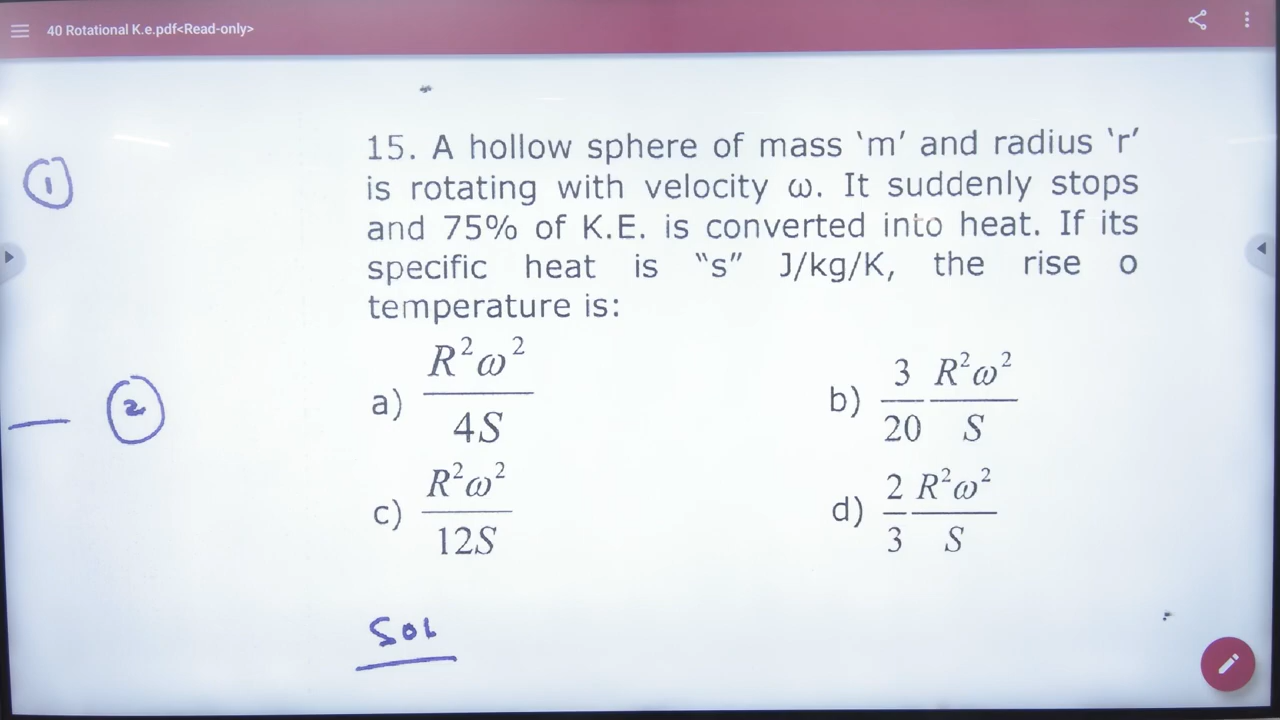 40 Rotational K.e.pdf<Read-only>
①
15. A hollow sphere of mass ‘m’ and radius ‘r’
is rotating with velocity ω. It suddenly stops
and 75% of K.E. is converted into heat. If its
specific heat is “s” J/kg/K, the rise o
temperature is:
②
a) R²ω² / 4S
b) 3/20 R²ω²/S
c) R²ω² / 12S
d) 2/3 R²ω²/S
Sol